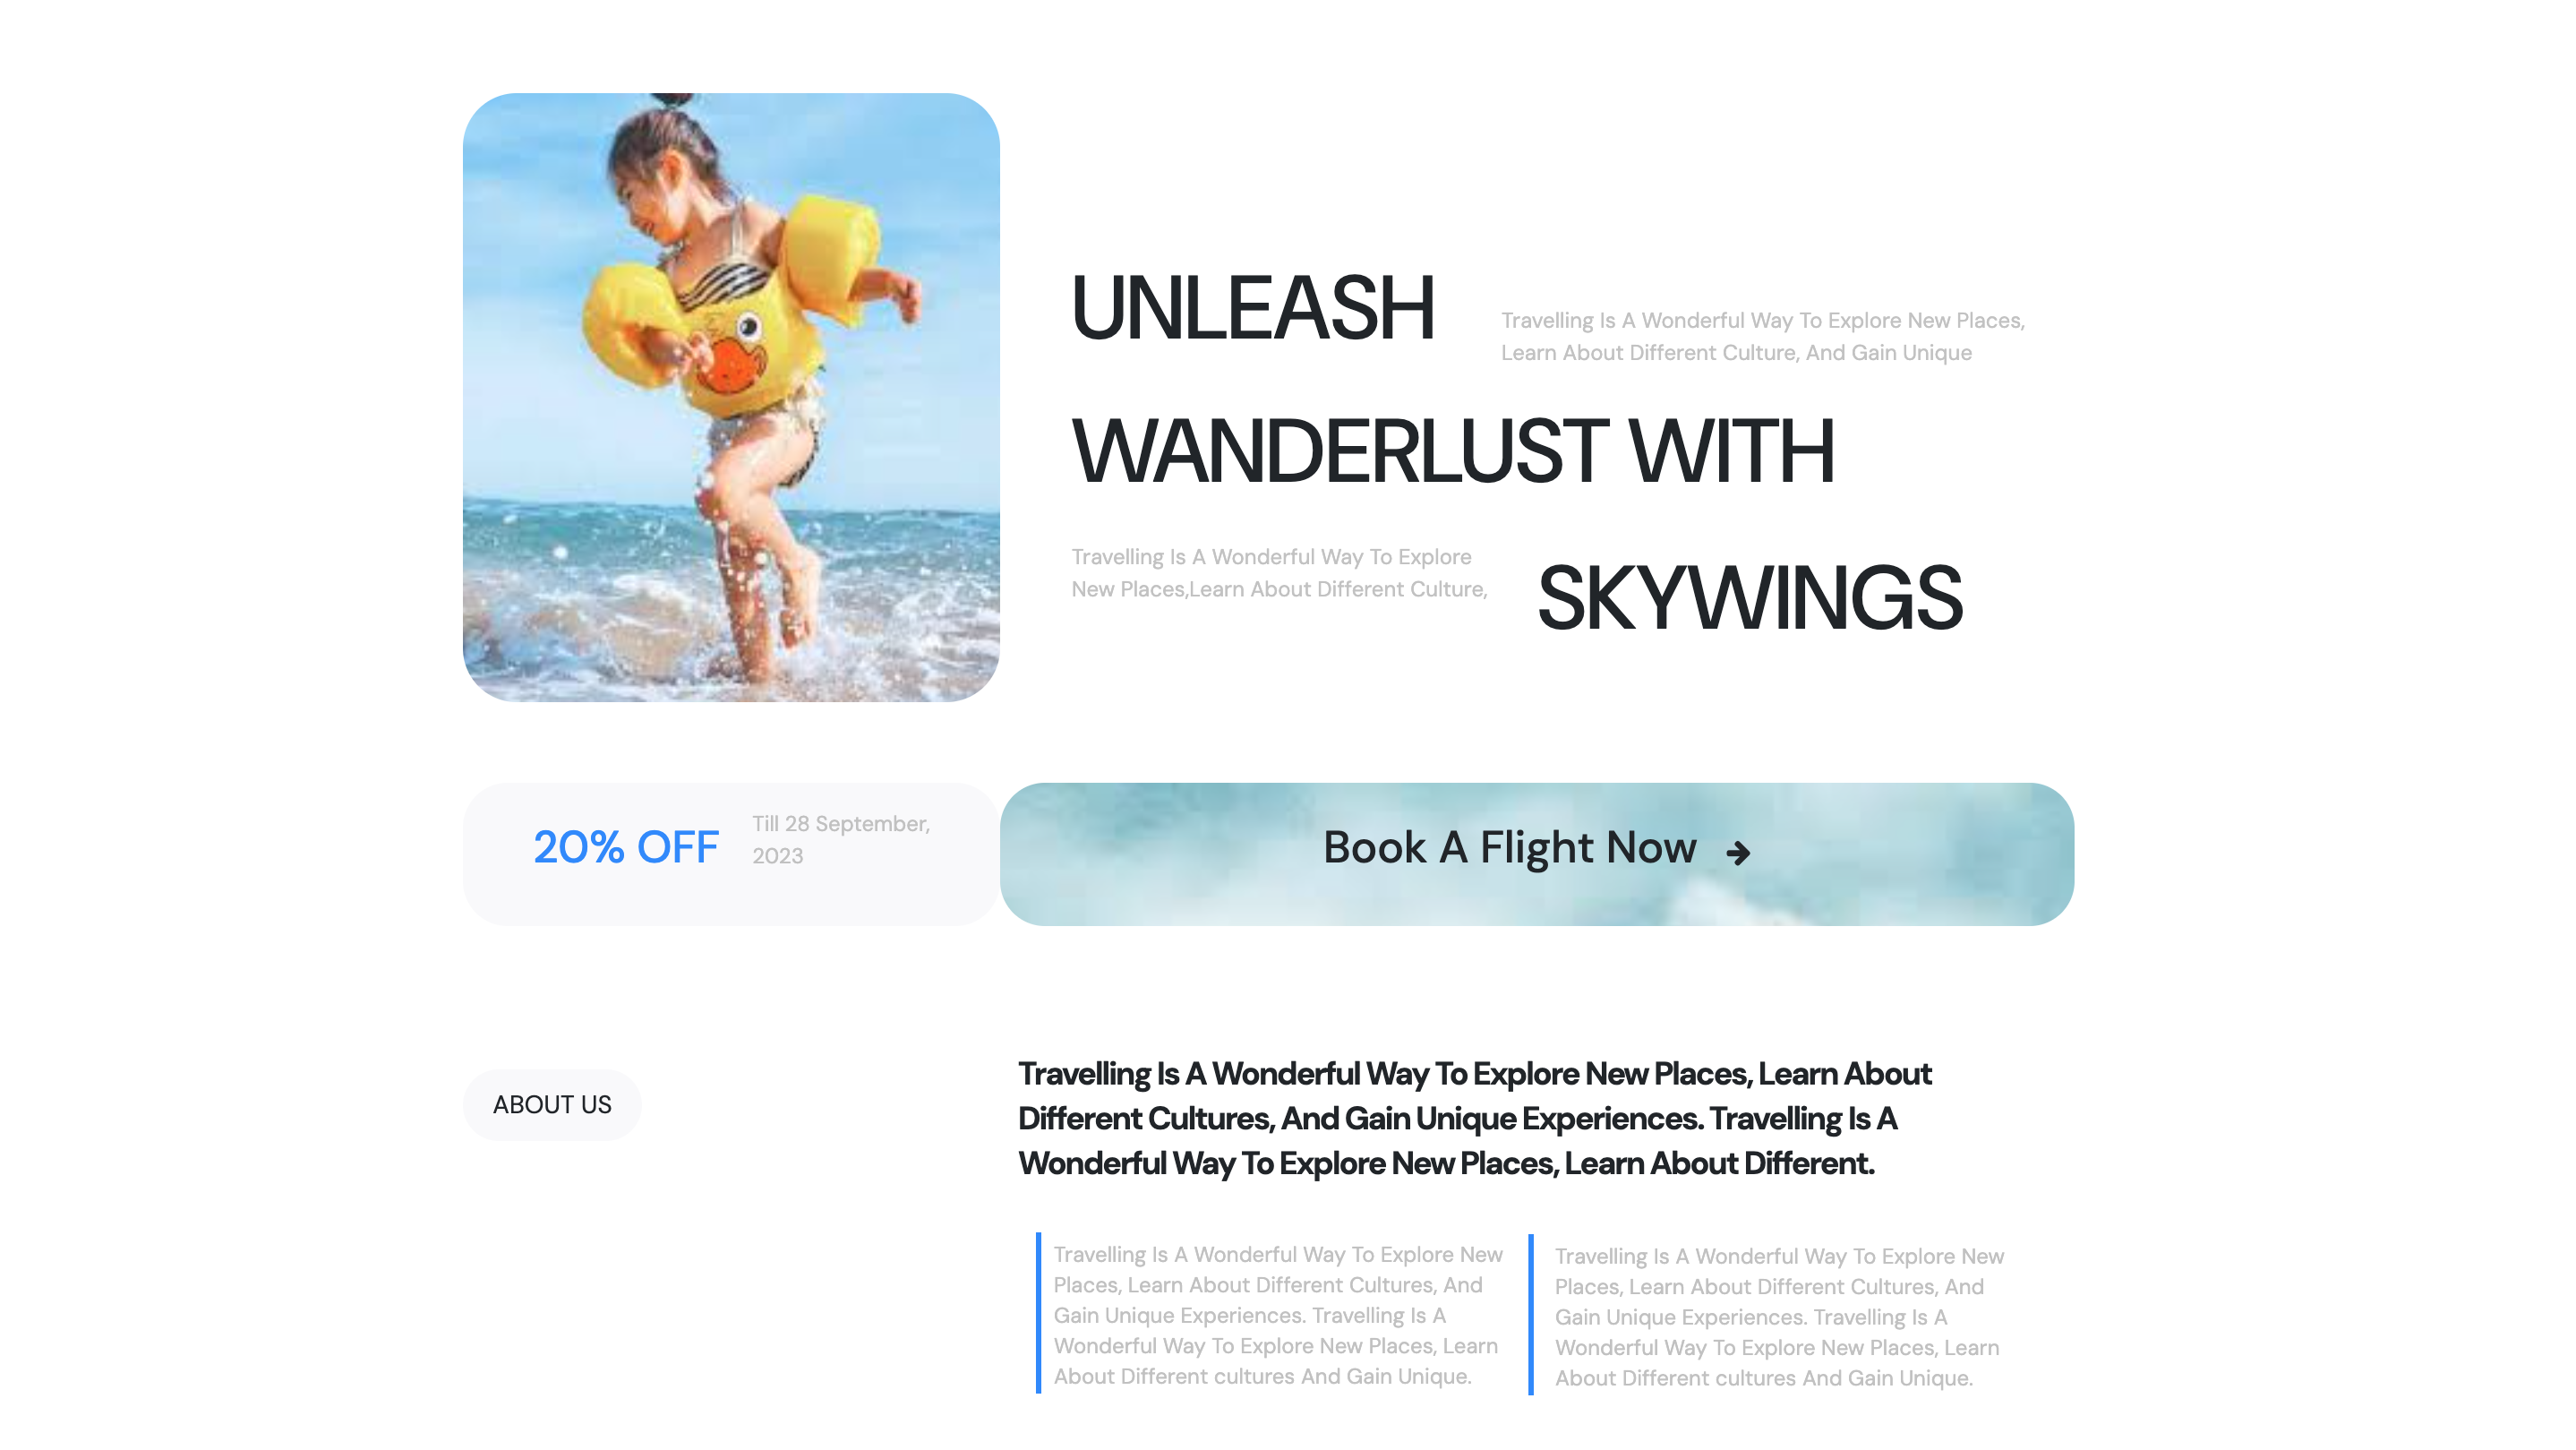 UNLEASH
Travelling Is A Wonderful Way To Explore New Places,
Learn About Different Culture, And Gain Unique
WANDERLUST WITH
Travelling Is A Wonderful Way To Explore
New Places,Learn About Different Culture,
SKYWINGS
20% OFF
Till 28 September,
2023
Book A Flight Now
ABOUT US
Travelling Is A Wonderful Way To Explore New Places, Learn About
Different Cultures, And Gain Unique Experiences. Travelling Is A
Wonderful Way To Explore New Places, Learn About Different.
Travelling Is A Wonderful Way To Explore New
Places, Learn About Different Cultures, And
Gain Unique Experiences. Travelling Is A
Wonderful Way To Explore New Places, Learn
About Different cultures And Gain Unique.
Travelling Is A Wonderful Way To Explore New
Places, Learn About Different Cultures, And
Gain Unique Experiences. Travelling Is A
Wonderful Way To Explore New Places, Learn
About Different cultures And Gain Unique.